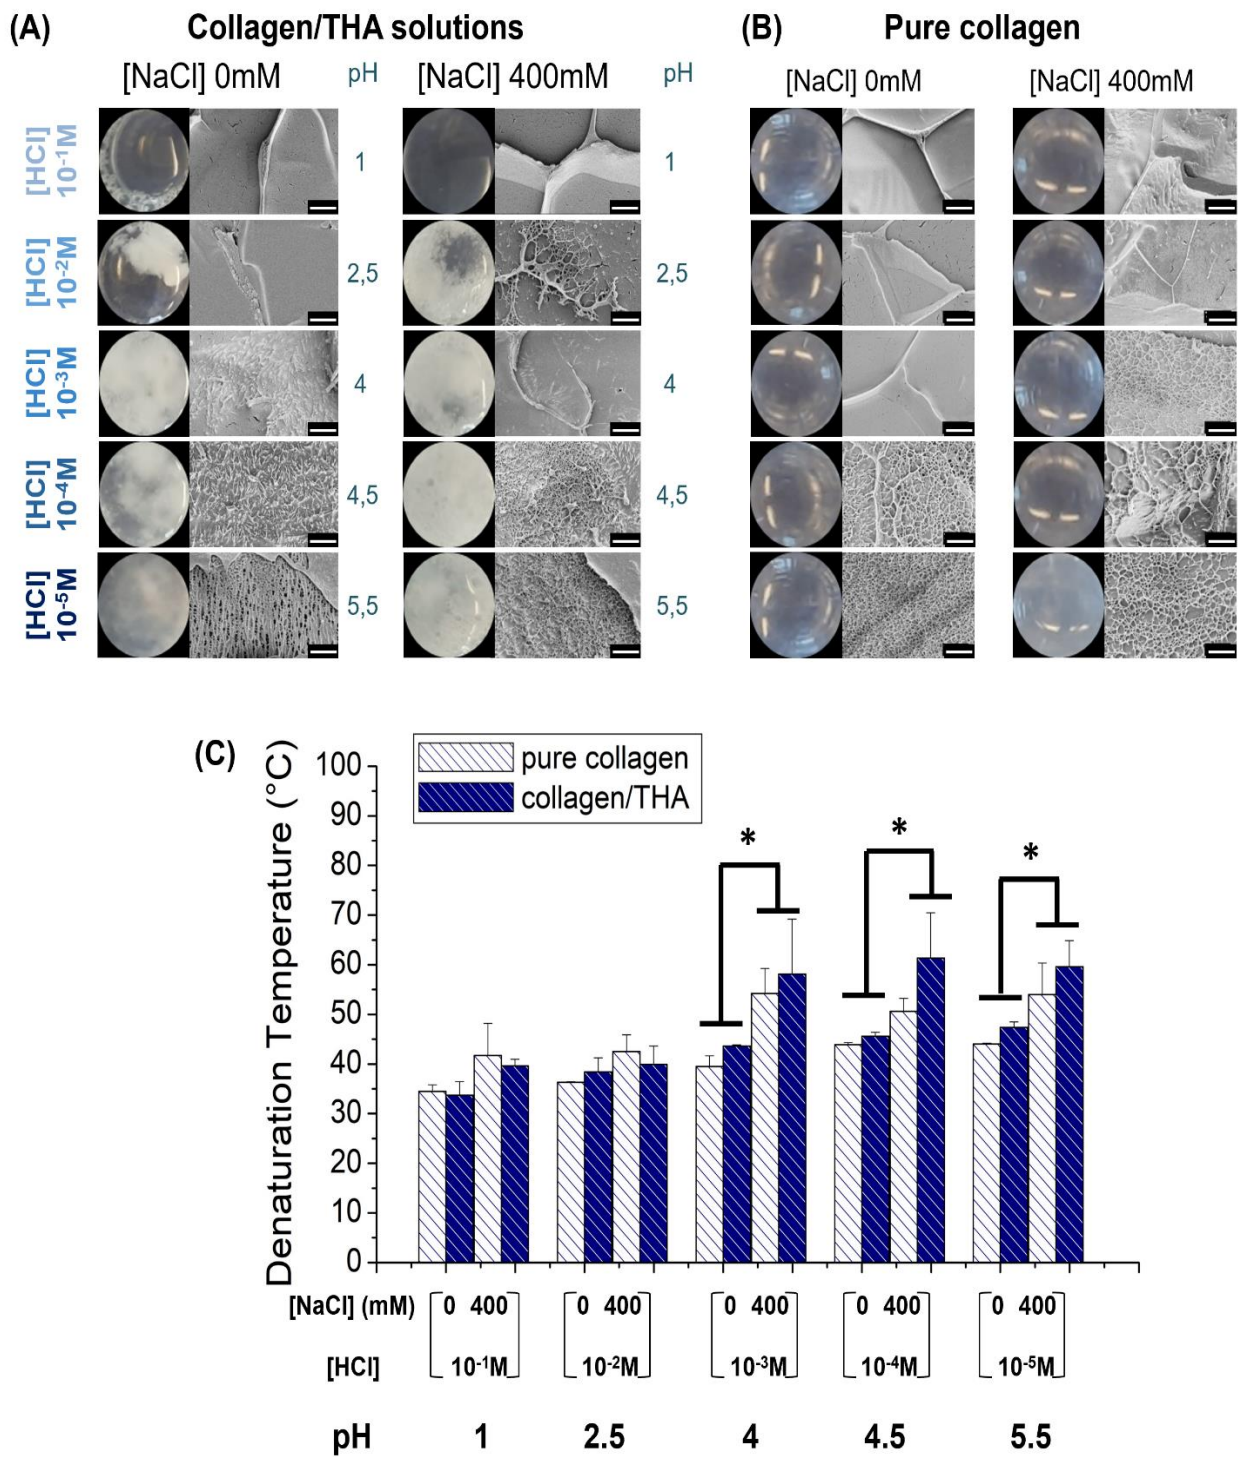 (A) Collagen/THA solutions
(B) Pure collagen
[NaCl] 0mM pH [NaCl] 400mM pH
[NaCl] 0mM [NaCl] 400mM
[HCl] 10⁻¹M
1 1
[HCl] 10⁻²M
2,5 2,5
[HCl] 10⁻³M
4 4
[HCl] 10⁻⁴M
4,5 4,5
[HCl] 10⁻⁵M
5,5 5,5
(C)
pure collagen
collagen/THA
Denaturation Temperature (°C)
100
90
80
70
60
50
40
30
20
10
0
* * *
[NaCl] (mM) 0 400 0 400 0 400 0 400 0 400
[HCl] 10⁻¹M 10⁻²M 10⁻³M 10⁻⁴M 10⁻⁵M
pH 1 2.5 4 4.5 5.5